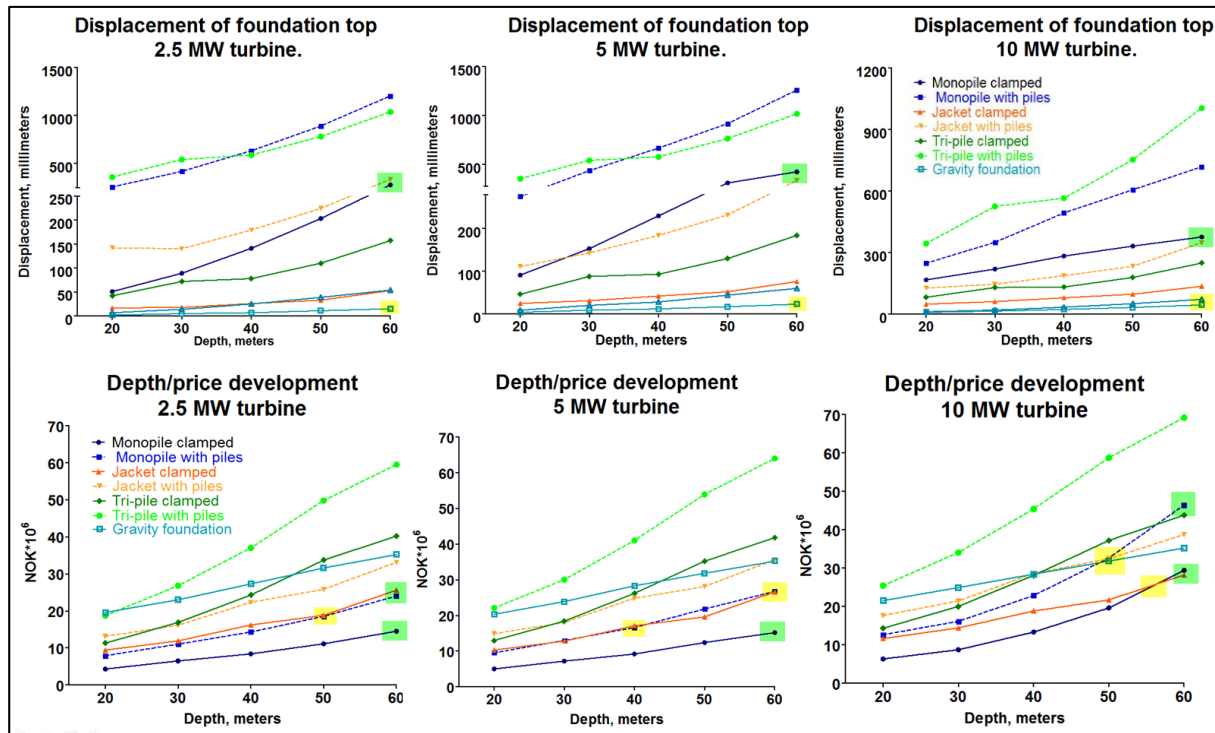 Displacement of foundation top
2.5 MW turbine.
Displacement, millimeters
1500
1000
500
250
200
150
100
50
0
20 30 40 50 60
Depth, meters
Displacement of foundation top
5 MW turbine.
Displacement, millimeters
1500
1000
500
200
100
0
20 30 40 50 60
Depth, meters
Displacement of foundation top
10 MW turbine.
Displacement, millimeters
1200
900
600
300
0
Monopile clamped
Monopile with piles
Jacket clamped
Jacket with piles
Tri-pile clamped
Tri-pile with piles
Gravity foundation
20 30 40 50 60
Depth, meters
Depth/price development
2.5 MW turbine
NOK*10⁶
70
60
50
40
30
20
10
0
Monopile clamped
Monopile with piles
Jacket clamped
Jacket with piles
Tri-pile clamped
Tri-pile with piles
Gravity foundation
20 30 40 50 60
Depth, meters
Depth/price development
5 MW turbine
NOK*10⁶
70
60
50
40
30
20
10
0
20 30 40 50 60
Depth, meters
Depth/price development
10 MW turbine
NOK*10⁶
70
60
50
40
30
20
10
0
20 30 40 50 60
Depth, meters